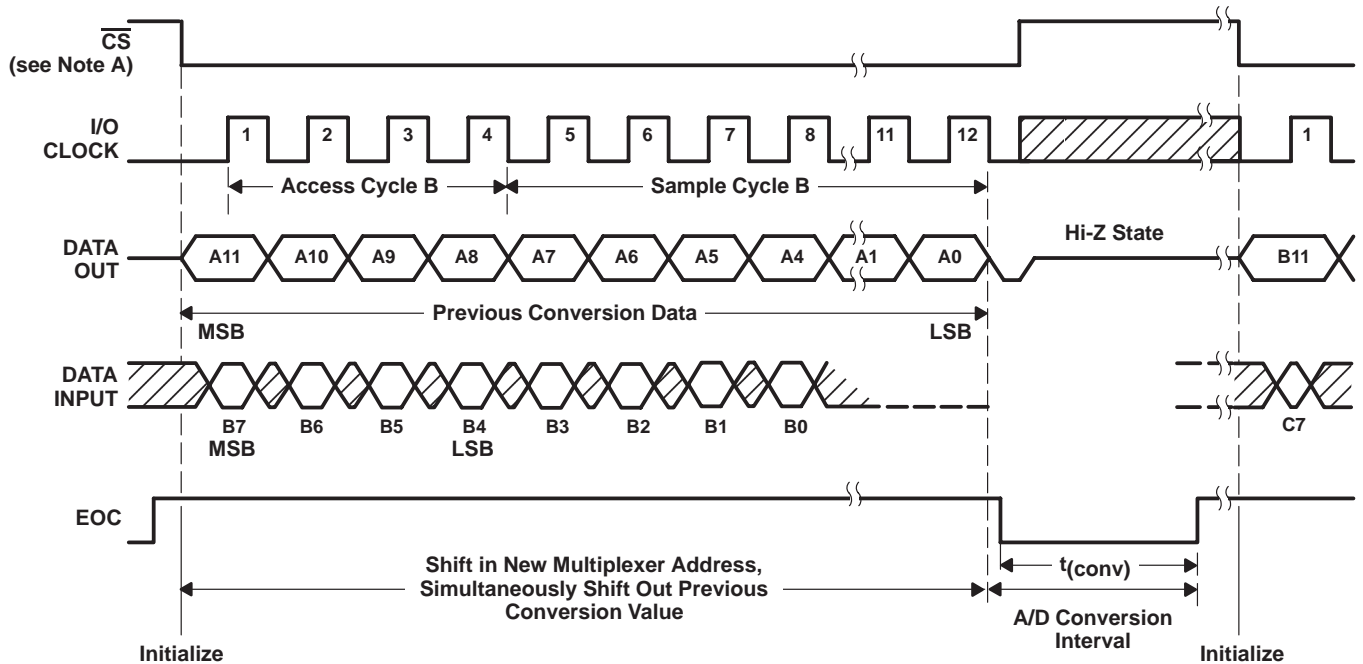 CS
(see Note A)
I/O
CLOCK
1 2 3 4 5 6 7 8 11 12 1
Access Cycle B Sample Cycle B
DATA
OUT
A11 A10 A9 A8 A7 A6 A5 A4 A1 A0 Hi-Z State B11
Previous Conversion Data
MSB LSB
DATA
INPUT
B7 B6 B5 B4 B3 B2 B1 B0 C7
MSB LSB
EOC
Shift in New Multiplexer Address,
Simultaneously Shift Out Previous
Conversion Value
t(conv)
A/D Conversion
Interval
Initialize Initialize